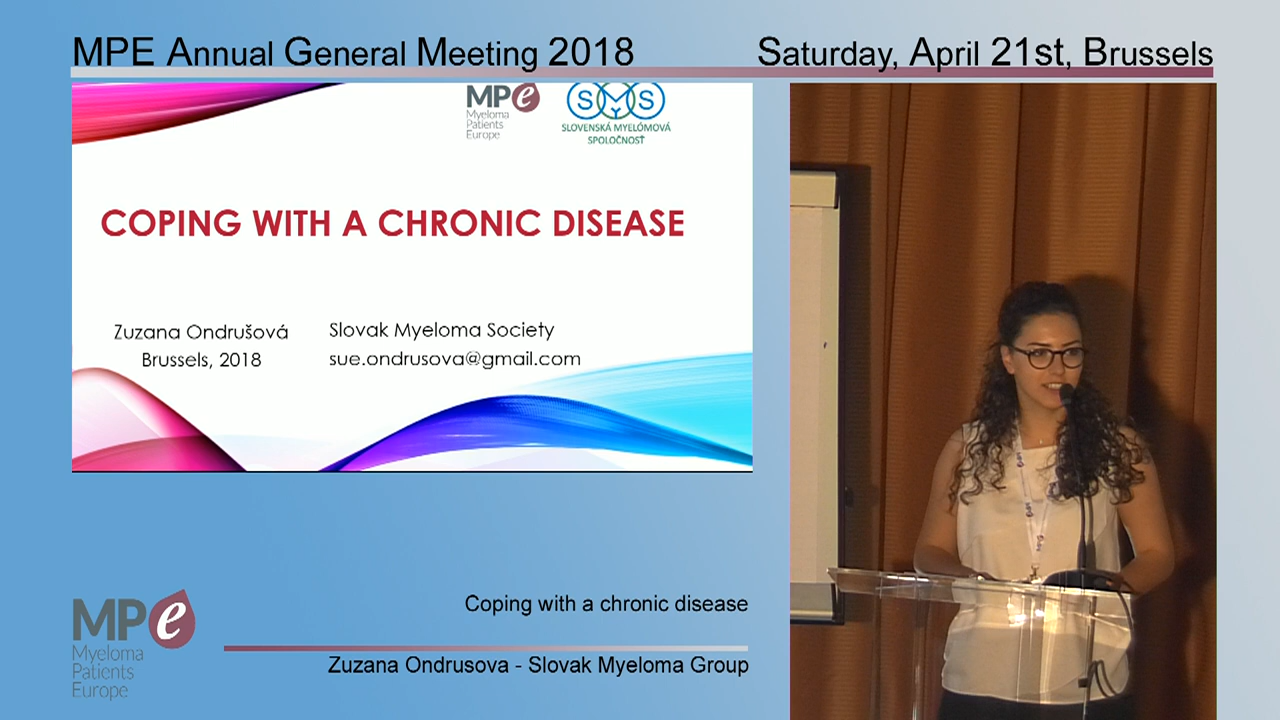 MPE Annual General Meeting 2018
Saturday, April 21st, Brussels
MPe
Myeloma
Patients
Europe
SMyS
SLOVENSKÁ MYELÓMOVÁ
SPOLOČNOSŤ
COPING WITH A CHRONIC DISEASE
Zuzana Ondrušová
Brussels, 2018
Slovak Myeloma Society
sue.ondrusova@gmail.com
Coping with a chronic disease
Zuzana Ondrusova - Slovak Myeloma Group
MPe
Myeloma
Patients
Europe